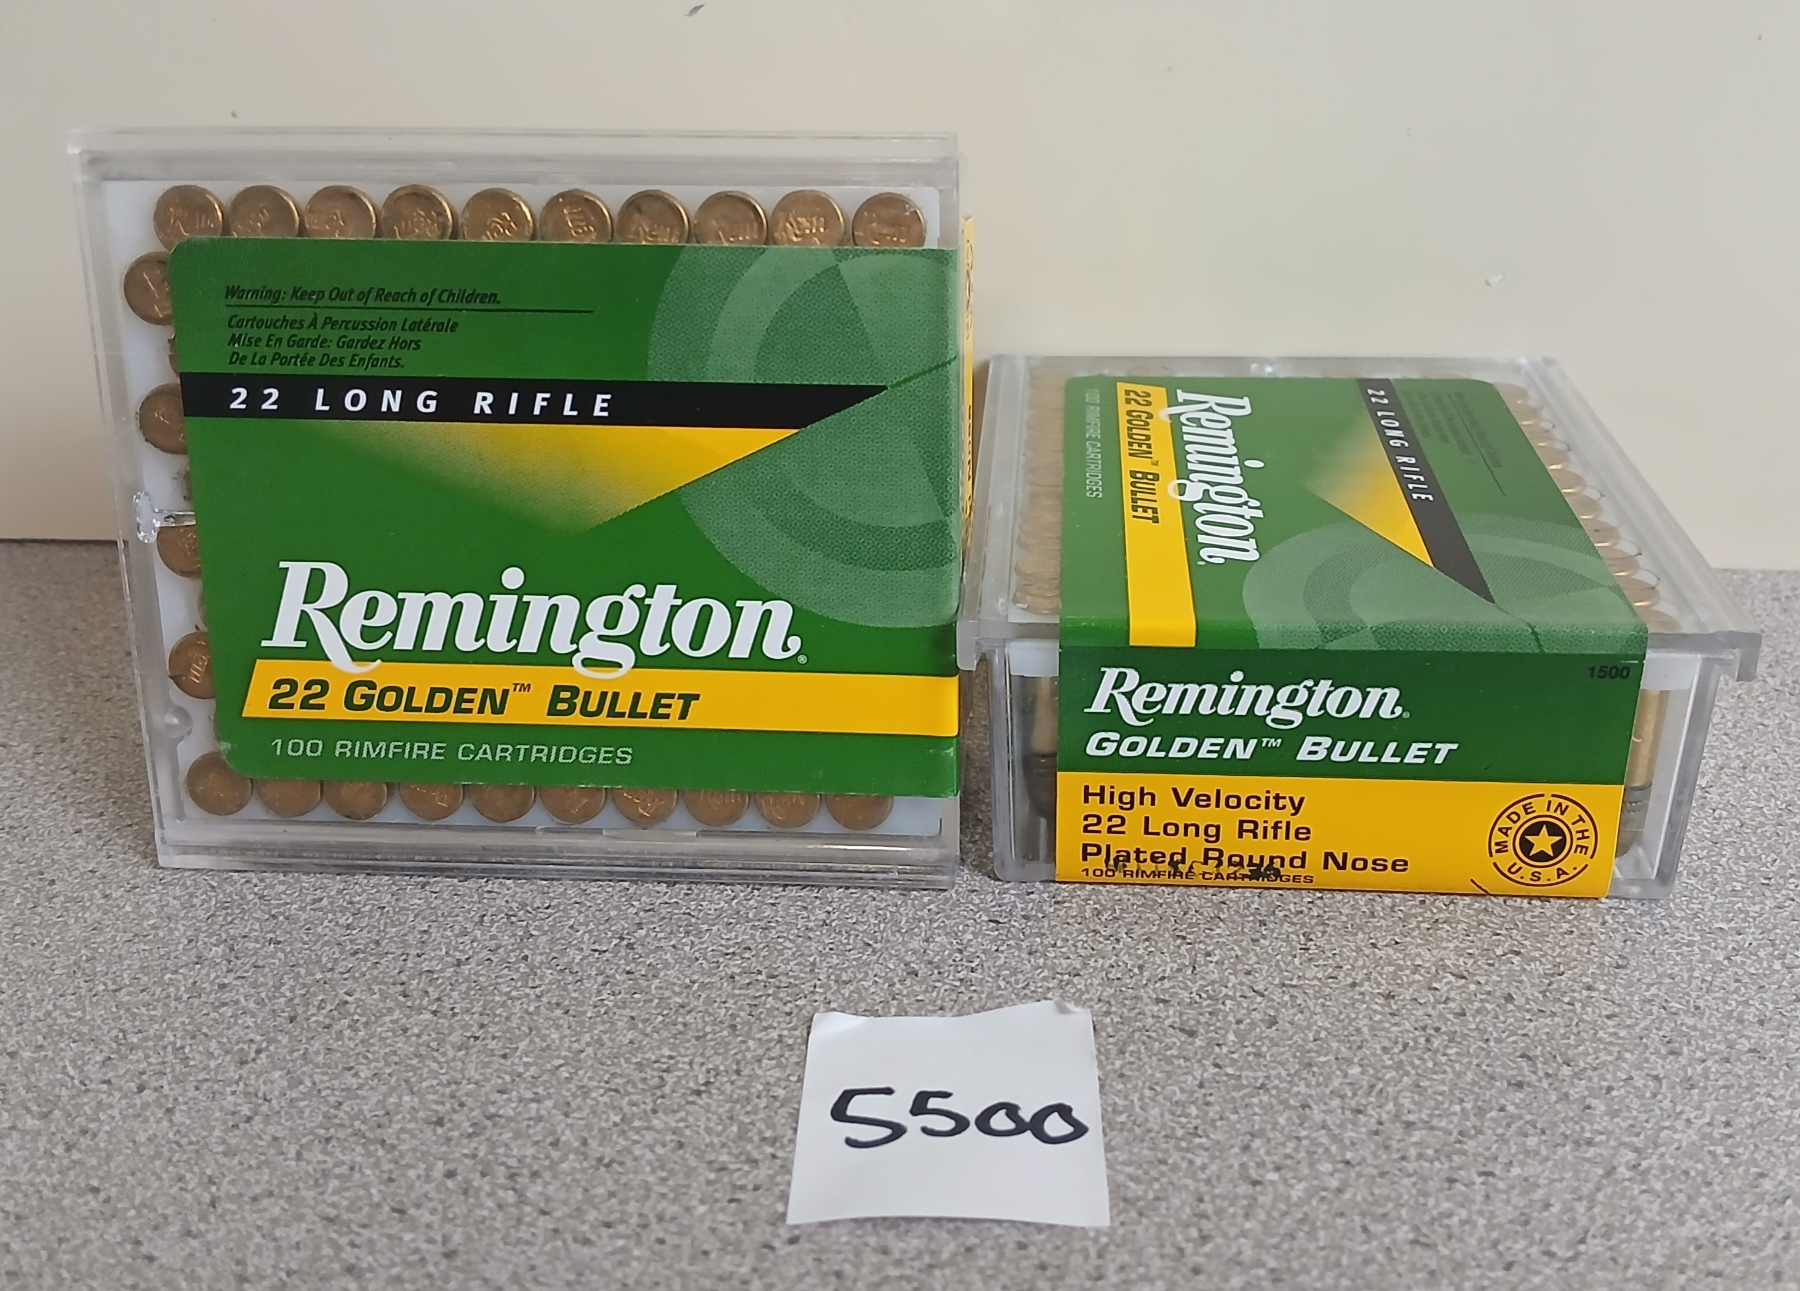 Warning: Keep Out of Reach of Children.
Cartouches À Percussion Latérale
Mise En Garde: Gardez Hors
De La Portée Des Enfants.
22 LONG RIFLE
Remington®
22 GOLDEN™ BULLET
100 RIMFIRE CARTRIDGES
22 LONG RIFLE
Remington®
22 GOLDEN™ BULLET
100 RIMFIRE CARTRIDGES
1500
Remington®
GOLDEN™ BULLET
High Velocity
22 Long Rifle
Plated Round Nose
100 RIMFIRE CARTRIDGES
MADE IN THE U.S.A.
5500